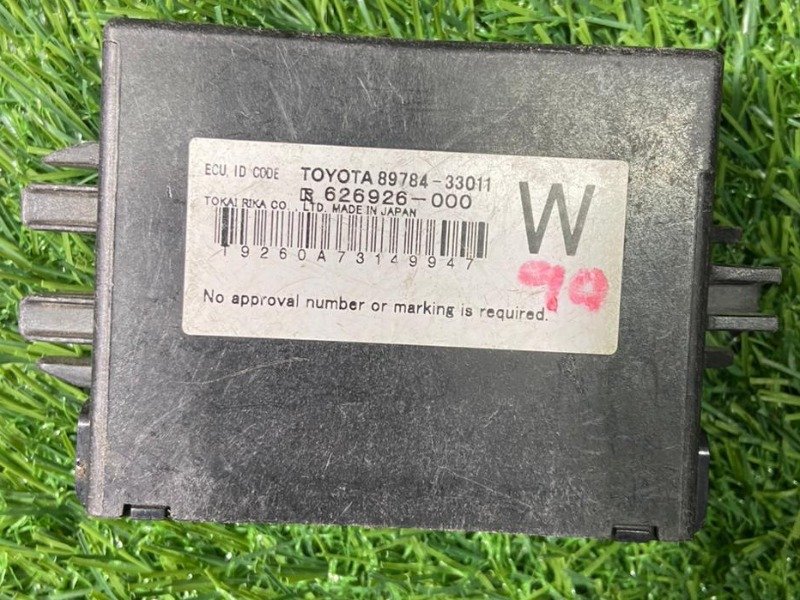 ECU, ID CODE TOYOTA 89784-33011
626926-000
TOKAI RIKA CO., LTD. MADE IN JAPAN
W
19260A73149947
No approval number or marking is required.